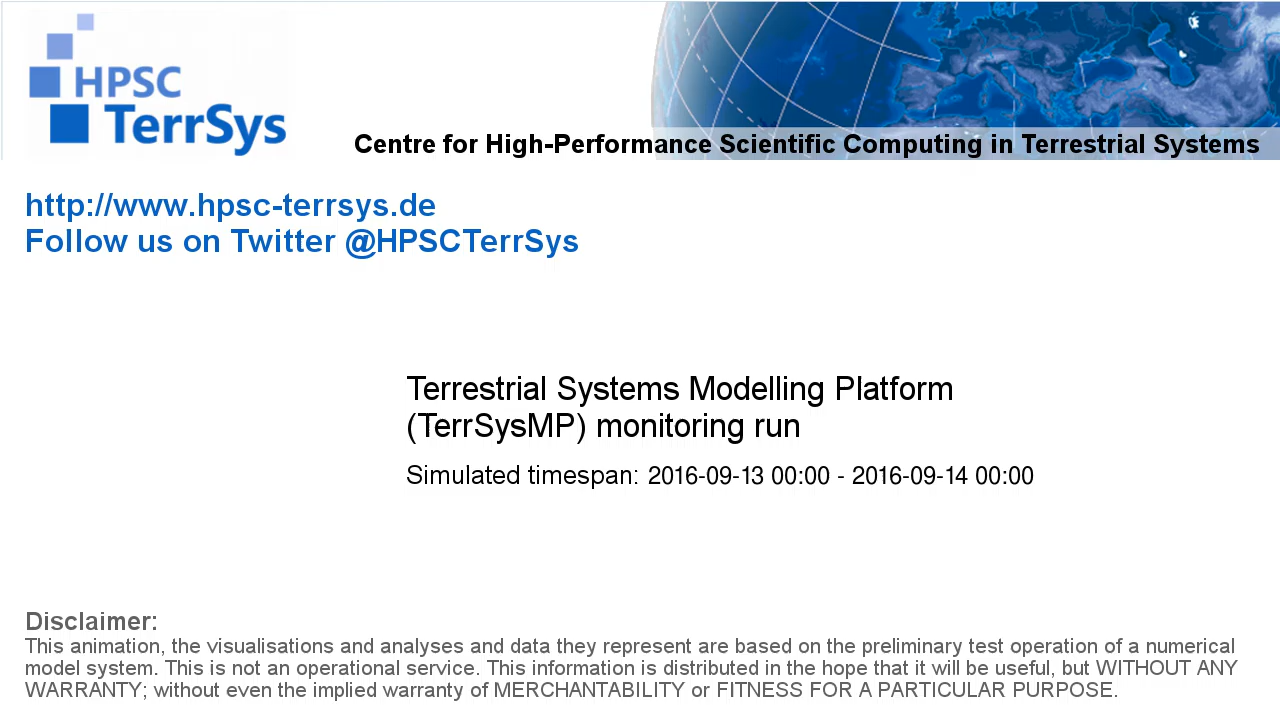 HPSC
TerrSys
Centre for High-Performance Scientific Computing in Terrestrial Systems
http://www.hpsc-terrsys.de
Follow us on Twitter @HPSCTerrSys
Terrestrial Systems Modelling Platform
(TerrSysMP) monitoring run
Simulated timespan: 2016-09-13 00:00 - 2016-09-14 00:00
Disclaimer:
This animation, the visualisations and analyses and data they represent are based on the preliminary test operation of a numerical
model system. This is not an operational service. This information is distributed in the hope that it will be useful, but WITHOUT ANY
WARRANTY; without even the implied warranty of MERCHANTABILITY or FITNESS FOR A PARTICULAR PURPOSE.